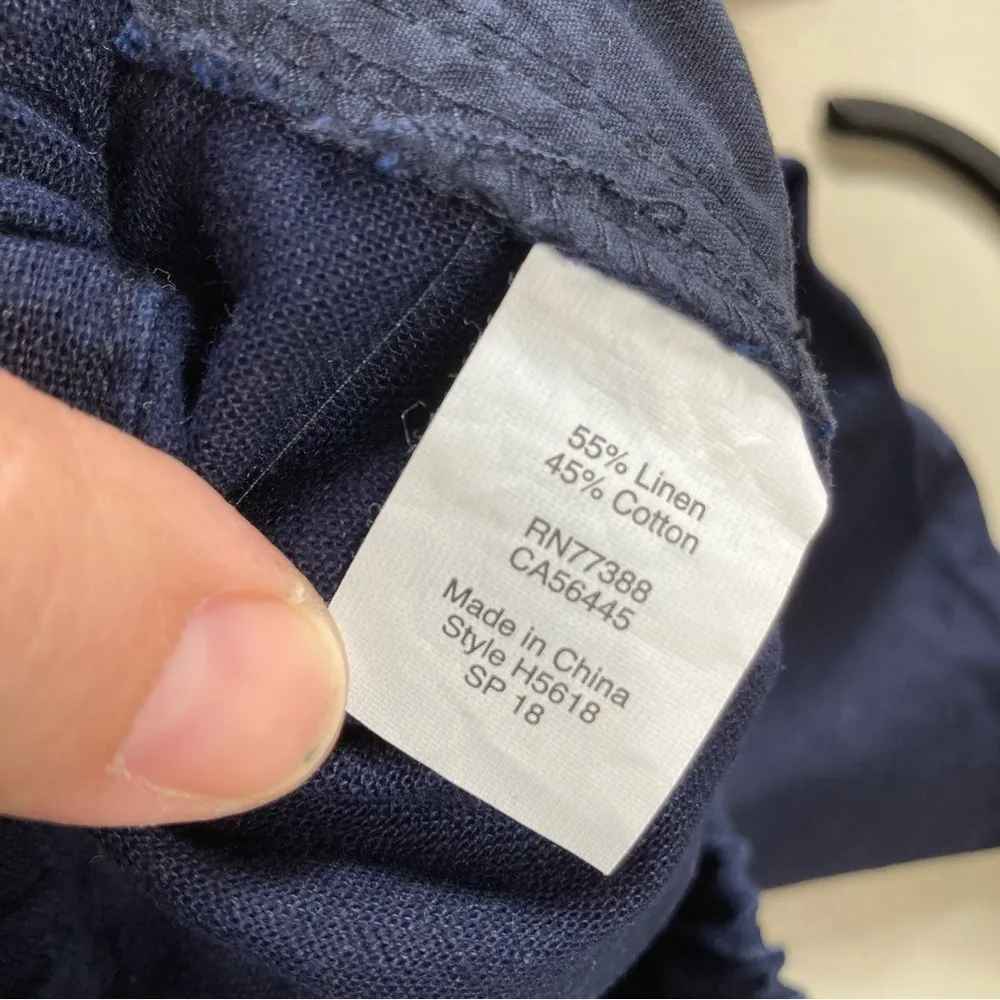 55% Linen
45% Cotton
RN77388
CA56445
Made in China
Style H5618
SP 18